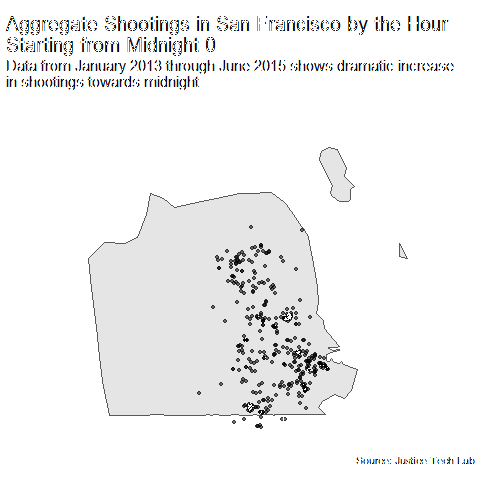 Aggregate Shootings in San Francisco by the Hour
Starting from Midnight 0
Data from January 2013 through June 2015 shows dramatic increase
in shootings towards midnight
Source: Justice Tech Lab